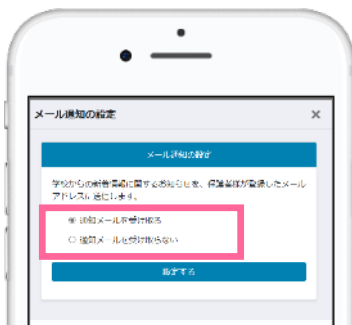 メール通知の設定 ×
メール通知の設定
学校からの新着情報に関するお知らせを、保護者様が登録したメール
アドレスに送信します。
通知メールを受け取る
通知メールを受け取らない
設定する